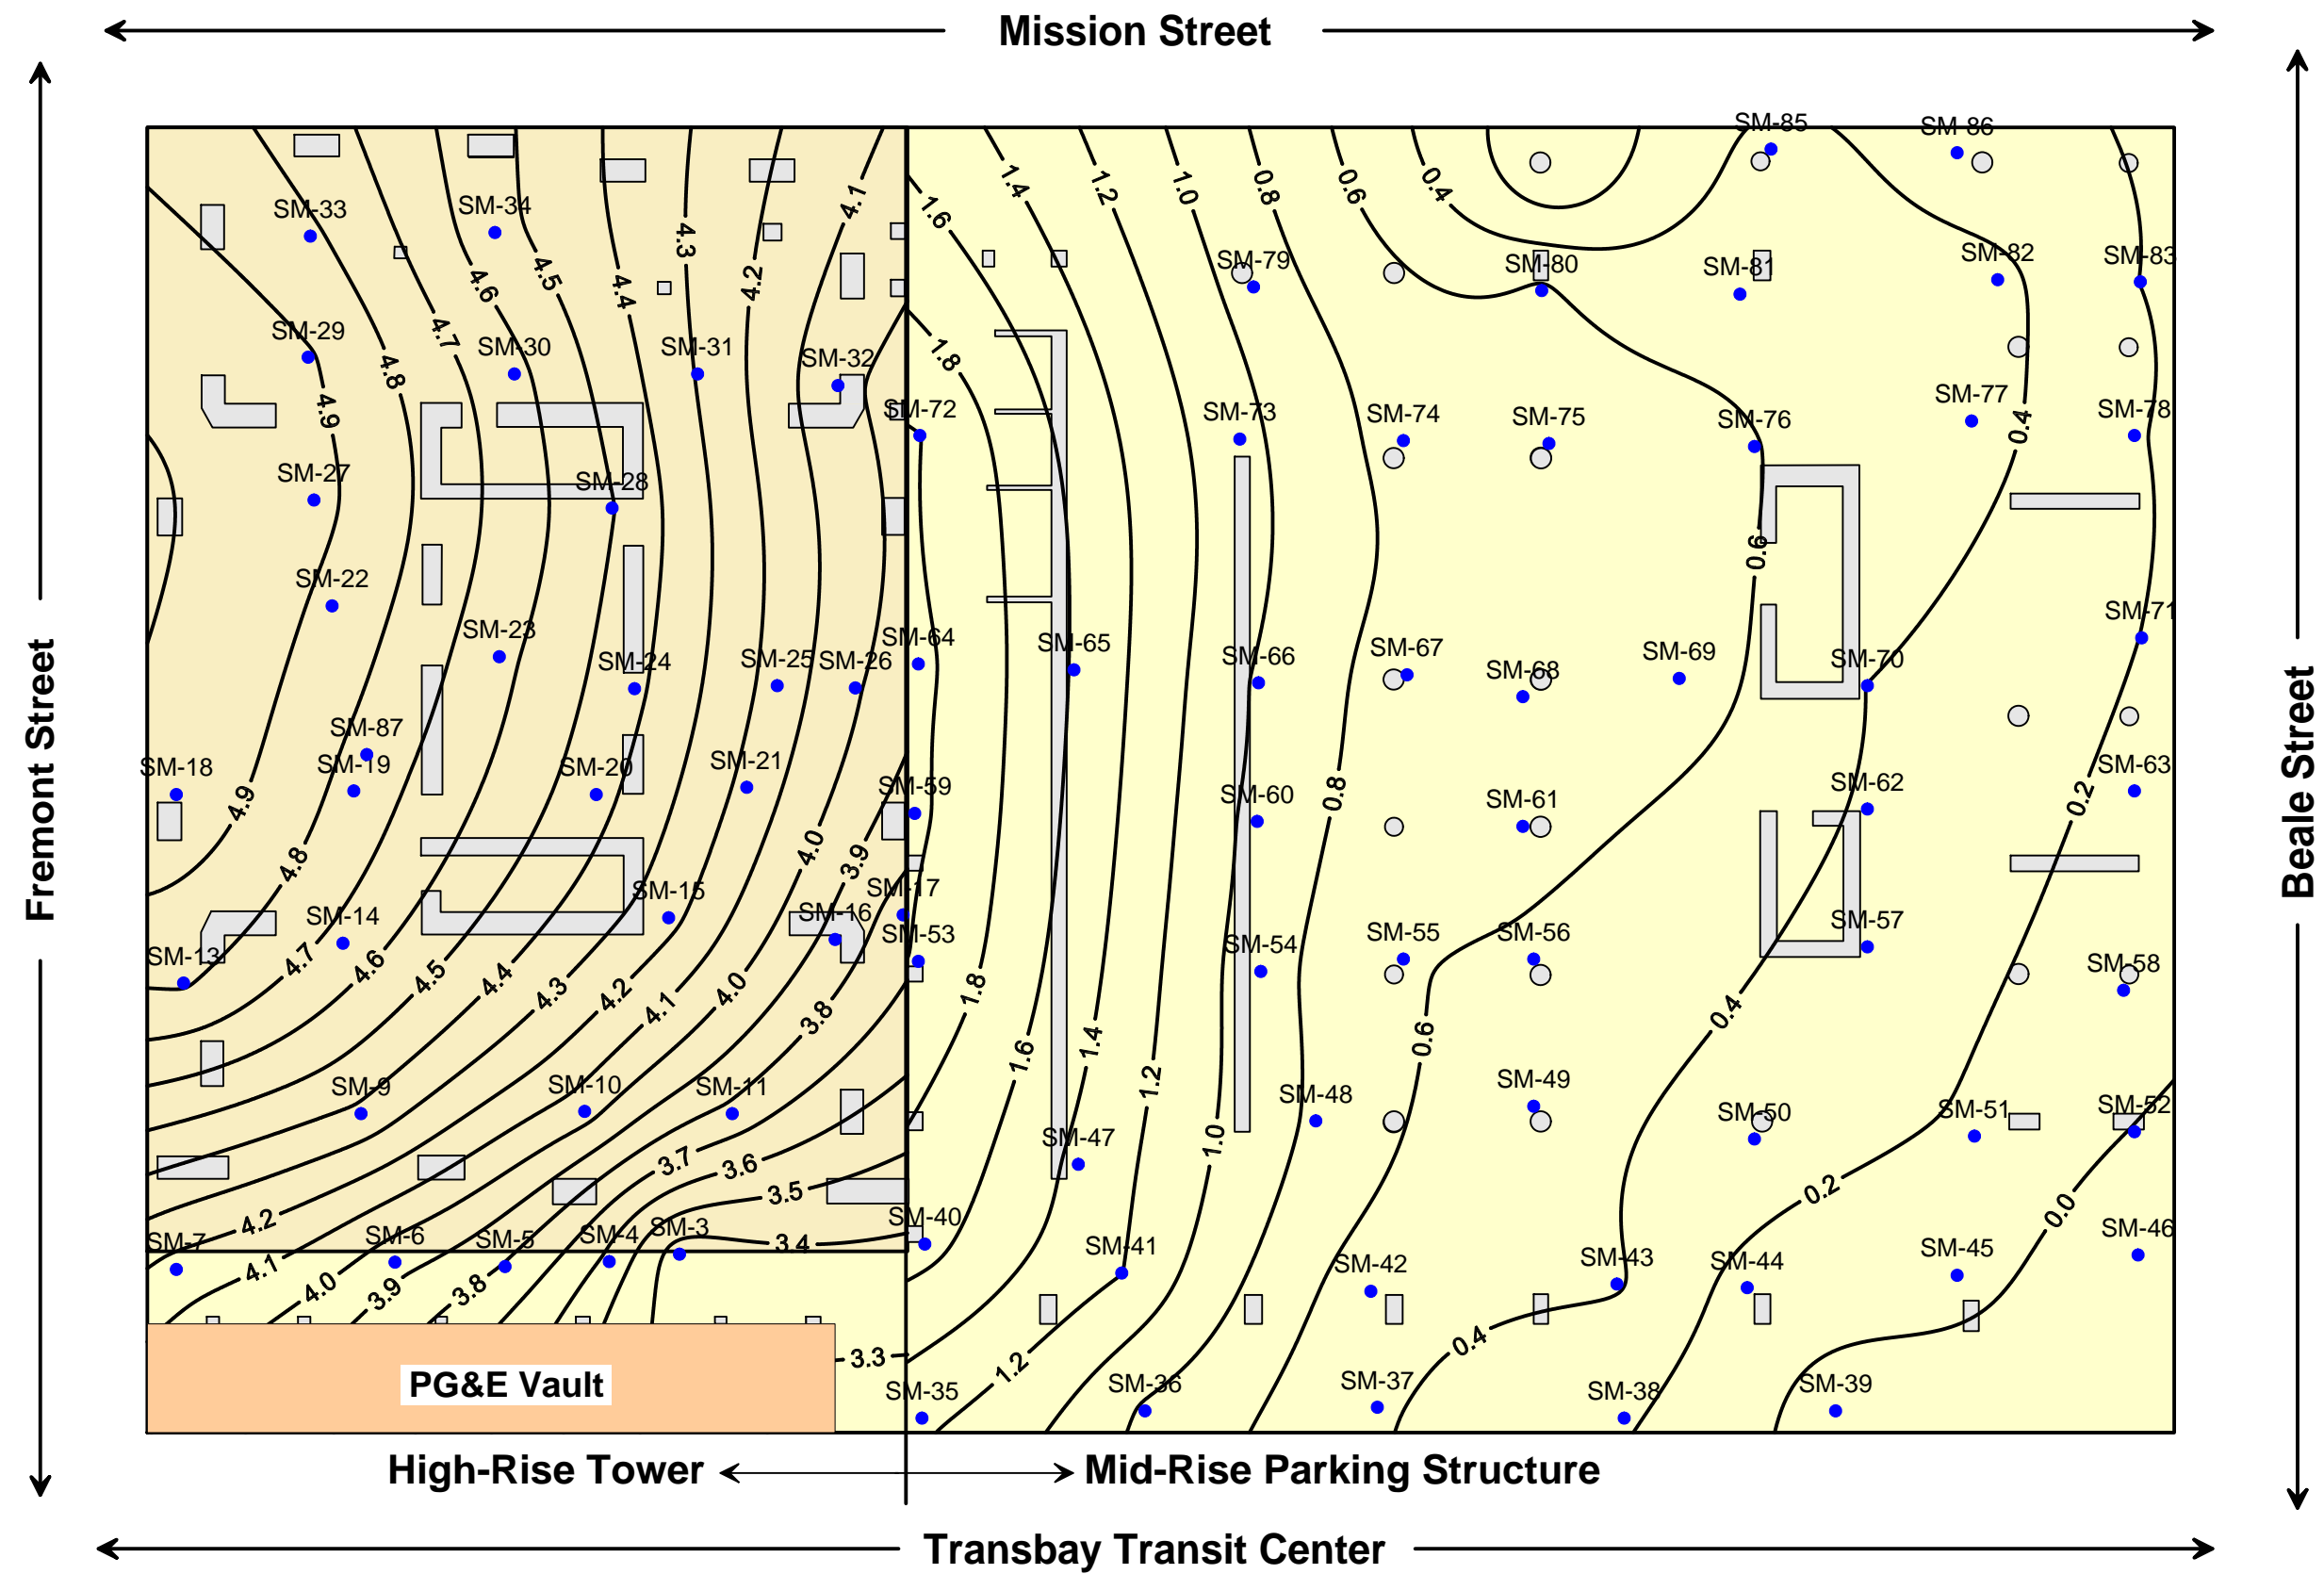 Mission Street
SM-85
SM-86
SM-33
SM-34
4.1
1.6
1.4
1.2
1.0
0.8
0.6
0.4
4.3
4.6
4.5
4.4
4.2
SM-79
SM-80
SM-81
SM-82
SM-83
SM-29
4.7
SM-30
SM-31
SM-32
1.8
4.8
4.9
SM-72
SM-73
SM-74
SM-75
SM-76
SM-77
SM-78
0.4
SM-27
SM-28
0.6
SM-22
SM-23
SM-24
SM-25
SM-26
SM-64
SM-65
SM-66
SM-67
SM-68
SM-69
SM-70
SM-71
Fremont Street
Beale Street
SM-87
SM-18
SM-19
SM-20
SM-21
SM-59
SM-60
SM-61
SM-62
SM-63
4.9
0.8
0.2
4.8
4.0
3.9
SM-13
SM-14
SM-15
SM-16
SM-17
SM-53
SM-54
SM-55
SM-56
SM-57
SM-58
4.7
4.6
4.5
4.4
4.3
4.2
4.1
4.0
3.8
1.8
1.6
1.4
1.2
1.0
0.6
0.4
SM-9
SM-10
SM-11
SM-47
SM-48
SM-49
SM-50
SM-51
SM-52
3.7
3.6
3.5
0.2
0.0
4.2
SM-7
SM-6
SM-5
SM-4
SM-3
3.4
SM-40
SM-41
SM-42
SM-43
SM-44
SM-45
SM-46
4.1
4.0
3.9
3.8
3.3
1.2
0.4
PG&E Vault
SM-35
SM-36
SM-37
SM-38
SM-39
High-Rise Tower
Mid-Rise Parking Structure
Transbay Transit Center